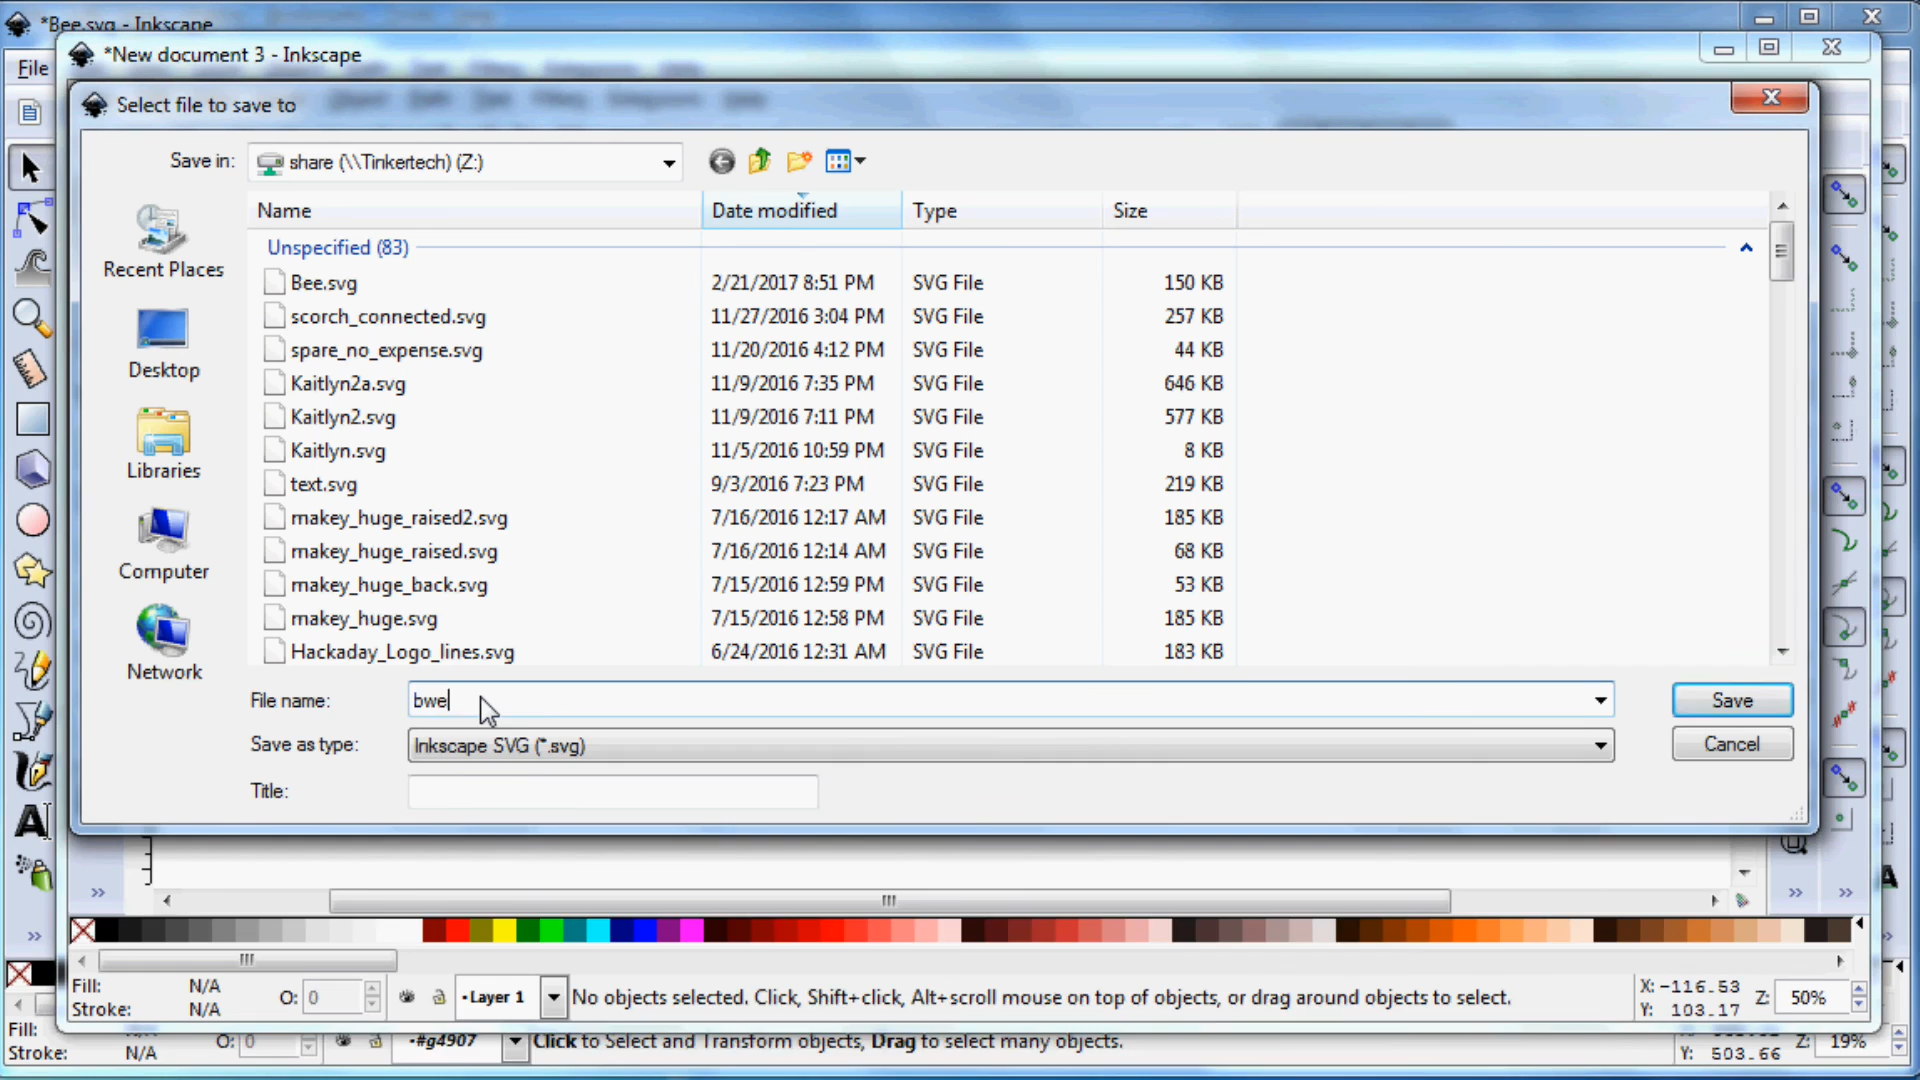 *Bee.svg - Inkscape
*New document 3 - Inkscape
File
Select file to save to
Save in: share (\\Tinkertech) (Z:)
Name Date modified Type Size
Unspecified (83)
Bee.svg 2/21/2017 8:51 PM SVG File 150 KB
scorch_connected.svg 11/27/2016 3:04 PM SVG File 257 KB
spare_no_expense.svg 11/20/2016 4:12 PM SVG File 44 KB
Kaitlyn2a.svg 11/9/2016 7:35 PM SVG File 646 KB
Kaitlyn2.svg 11/9/2016 7:11 PM SVG File 577 KB
Kaitlyn.svg 11/5/2016 10:59 PM SVG File 8 KB
text.svg 9/3/2016 7:23 PM SVG File 219 KB
makey_huge_raised2.svg 7/16/2016 12:17 AM SVG File 185 KB
makey_huge_raised.svg 7/16/2016 12:14 AM SVG File 68 KB
makey_huge_back.svg 7/15/2016 12:59 PM SVG File 53 KB
makey_huge.svg 7/15/2016 12:58 PM SVG File 185 KB
Hackaday_Logo_lines.svg 6/24/2016 12:31 AM SVG File 183 KB
Recent Places
Desktop
Libraries
Computer
Network
File name: bwe Save
Save as type: Inkscape SVG (*.svg) Cancel
Title:
Fill: N/A
Stroke: N/A
O: 0
•Layer 1
No objects selected. Click, Shift+click, Alt+scroll mouse on top of objects, or drag around objects to select.
X: -116.53
Y: 103.17
Z: 50%
Fill:
Stroke: N/A
O: 0
•#g4907
Click to Select and Transform objects, Drag to select many objects.
Y: 503.66
Z: 19%